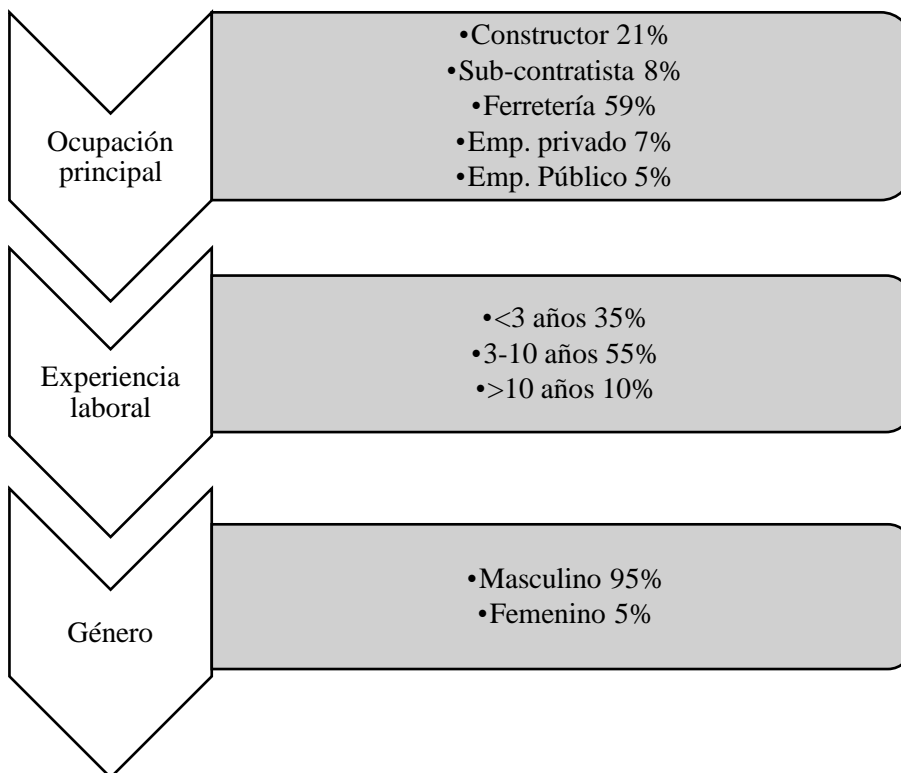 Ocupación
principal
•Constructor 21%
•Sub-contratista 8%
•Ferretería 59%
•Emp. privado 7%
•Emp. Público 5%
Experiencia
laboral
•<3 años 35%
•3-10 años 55%
•>10 años 10%
Género
•Masculino 95%
•Femenino 5%